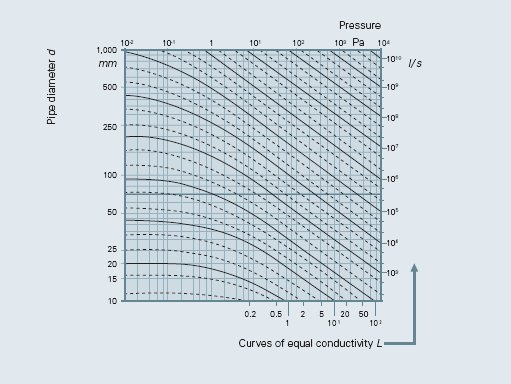 Pressure
10-2 10-1 1 10¹ 10² 10³ Pa 10⁴
Pipe diameter d
1,000
mm
500
250
100
50
25
20
15
10
10¹⁰ l/s
10⁹
10⁸
10⁷
10⁶
10⁵
10⁴
10³
0.2 0.5 2 5 20 50
1 10¹ 10²
Curves of equal conductivity L